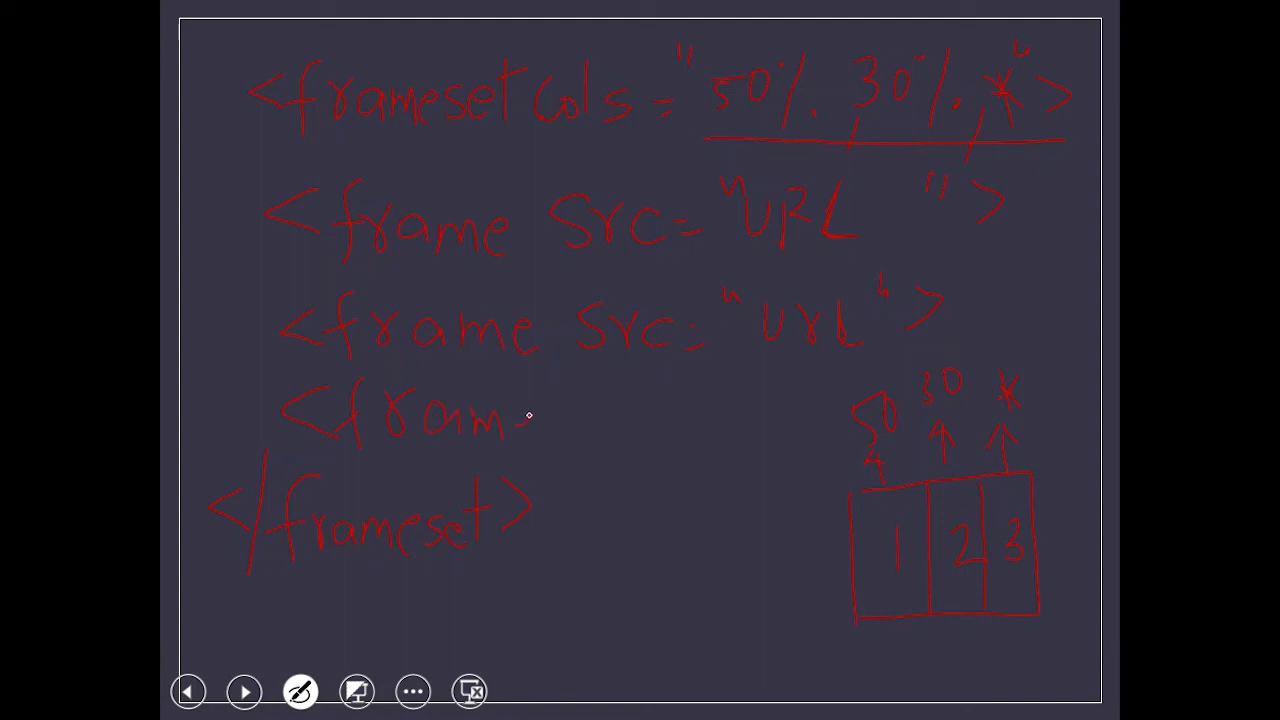 <frameset cols = "50%, 30%, *">
<frame src= "URL ">
<frame src= "url">
<fram
</frameset>
50 30 *
1 2 3